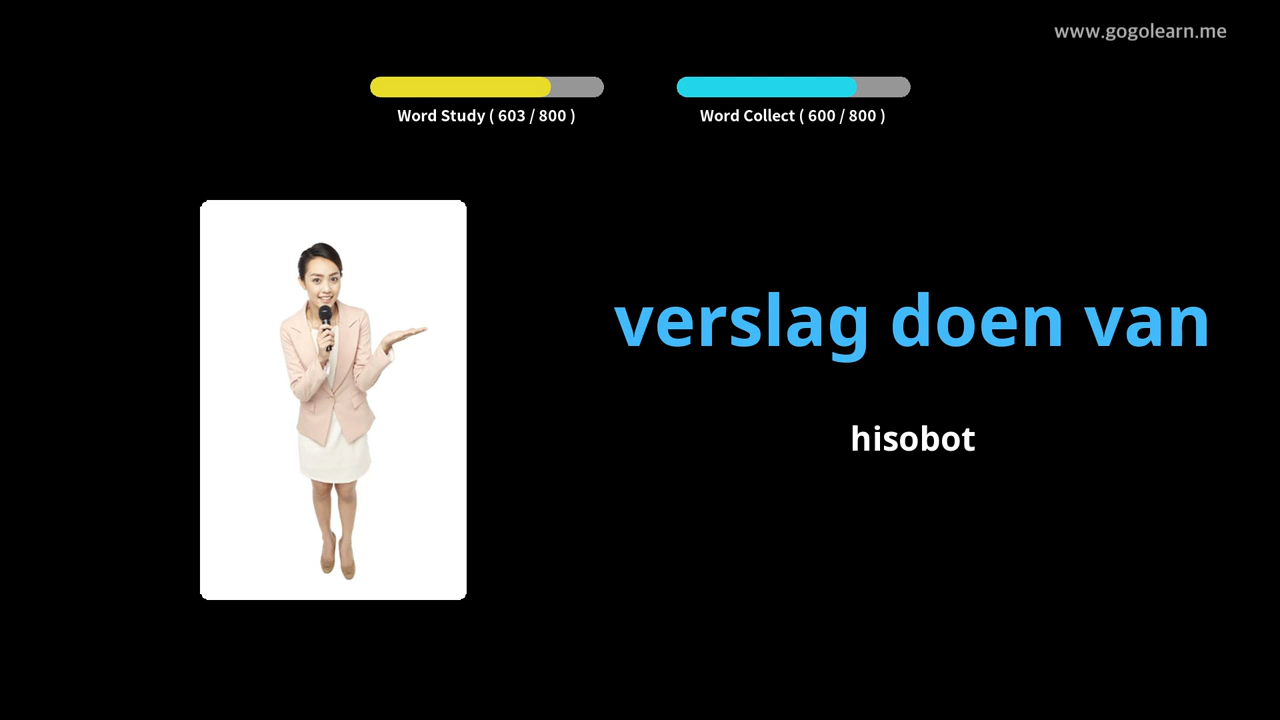 www.gogolearn.me
Word Study ( 603 / 800 )
Word Collect ( 600 / 800 )
verslag doen van
hisobot